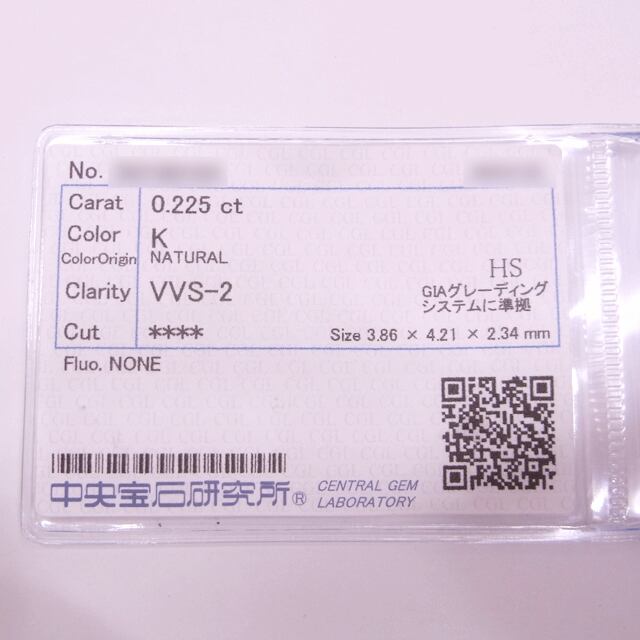 No.
Carat 0.225 ct
Color K
ColorOrigin NATURAL
Clarity VVS-2
HS
GIAグレーディング
システムに準拠
Cut ****
Size 3.86 × 4.21 × 2.34 mm
Fluo. NONE
中央宝石研究所® CENTRAL GEM
LABORATORY